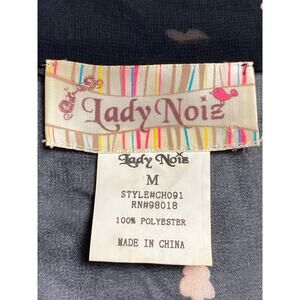 Lady Noiz
Lady Noiz
M
STYLE#CH091
RN#98018
100% POLYESTER
MADE IN CHINA